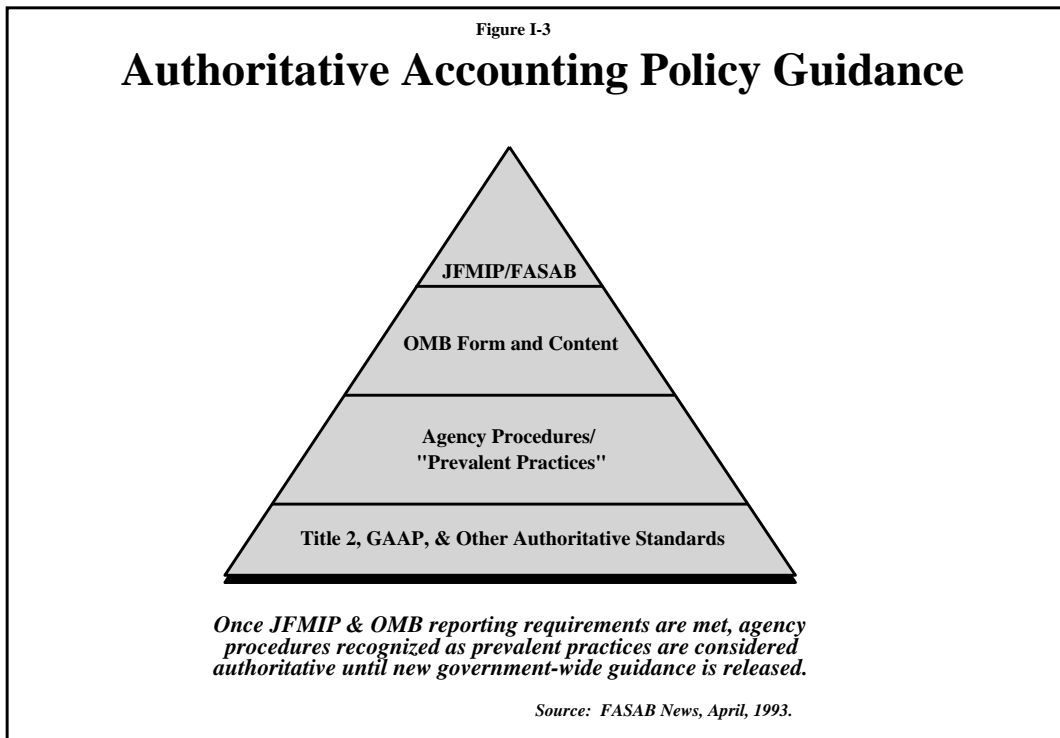 Figure I-3
Authoritative Accounting Policy Guidance
JFMIP/FASAB
OMB Form and Content
Agency Procedures/
"Prevalent Practices"
Title 2, GAAP, & Other Authoritative Standards
Once JFMIP & OMB reporting requirements are met, agency
procedures recognized as prevalent practices are considered
authoritative until new government-wide guidance is released.
Source: FASAB News, April, 1993.